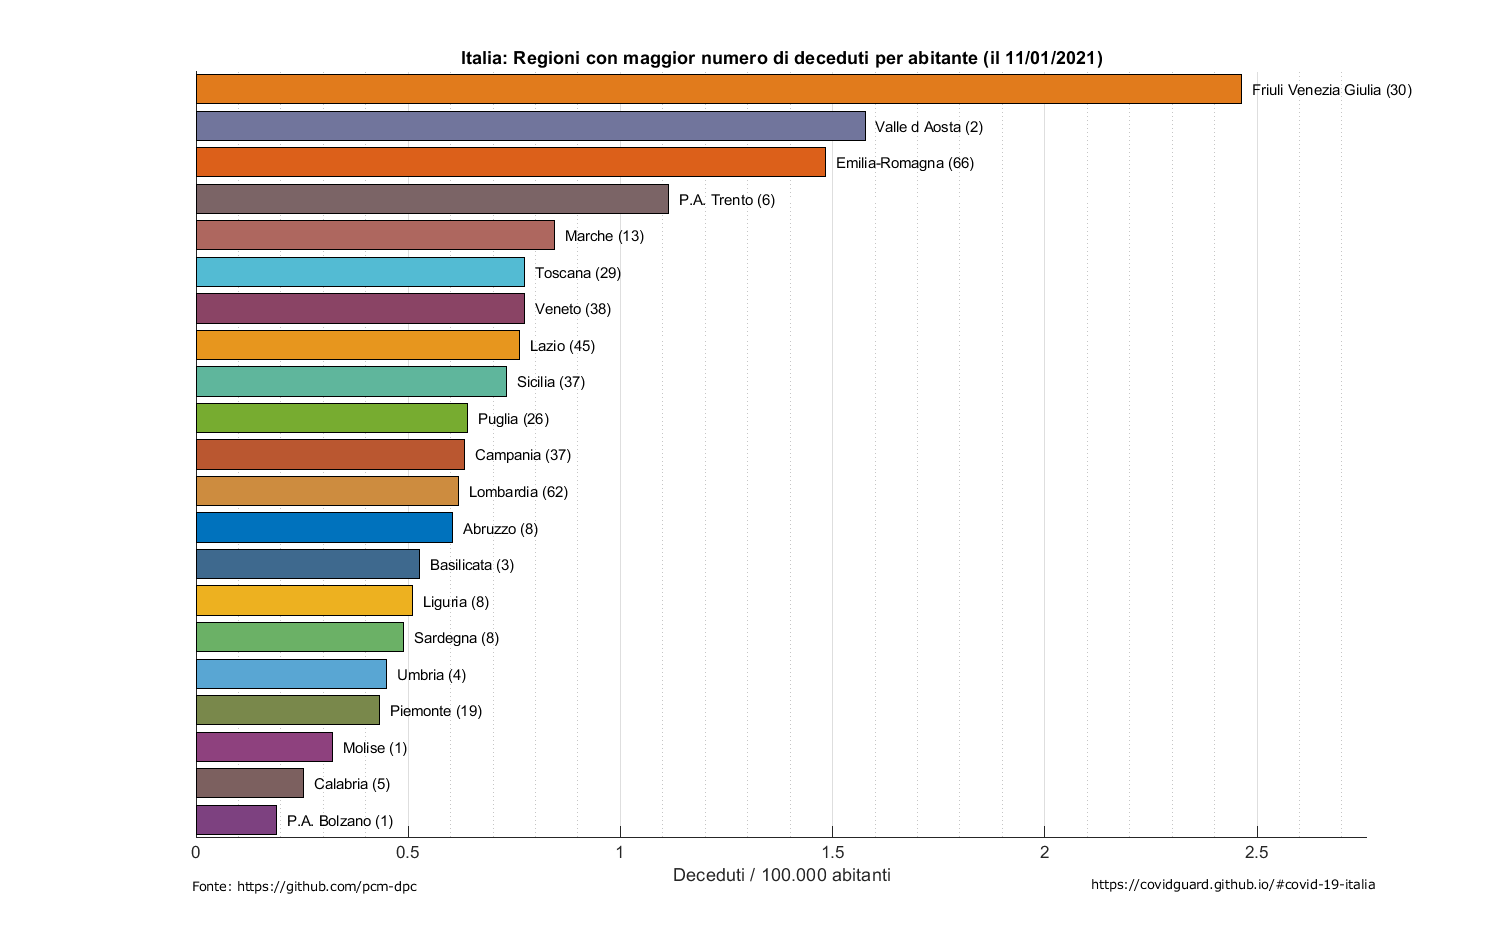 Italia: Regioni con maggior numero di deceduti per abitante (il 11/01/2021)
Friuli Venezia Giulia (30)
Valle d Aosta (2)
Emilia-Romagna (66)
P.A. Trento (6)
Marche (13)
Toscana (29)
Veneto (38)
Lazio (45)
Sicilia (37)
Puglia (26)
Campania (37)
Lombardia (62)
Abruzzo (8)
Basilicata (3)
Liguria (8)
Sardegna (8)
Umbria (4)
Piemonte (19)
Molise (1)
Calabria (5)
P.A. Bolzano (1)
0 0.5 1 1.5 2 2.5
Deceduti / 100.000 abitanti
Fonte: https://github.com/pcm-dpc
https://covidguard.github.io/#covid-19-italia